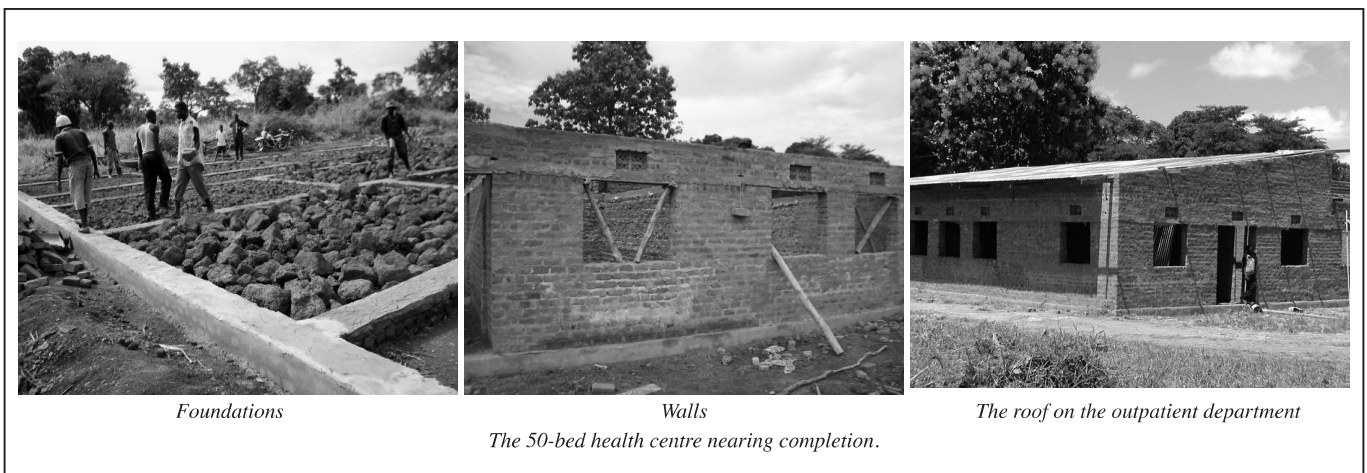 Foundations
Walls
The roof on the outpatient department
The 50-bed health centre nearing completion.